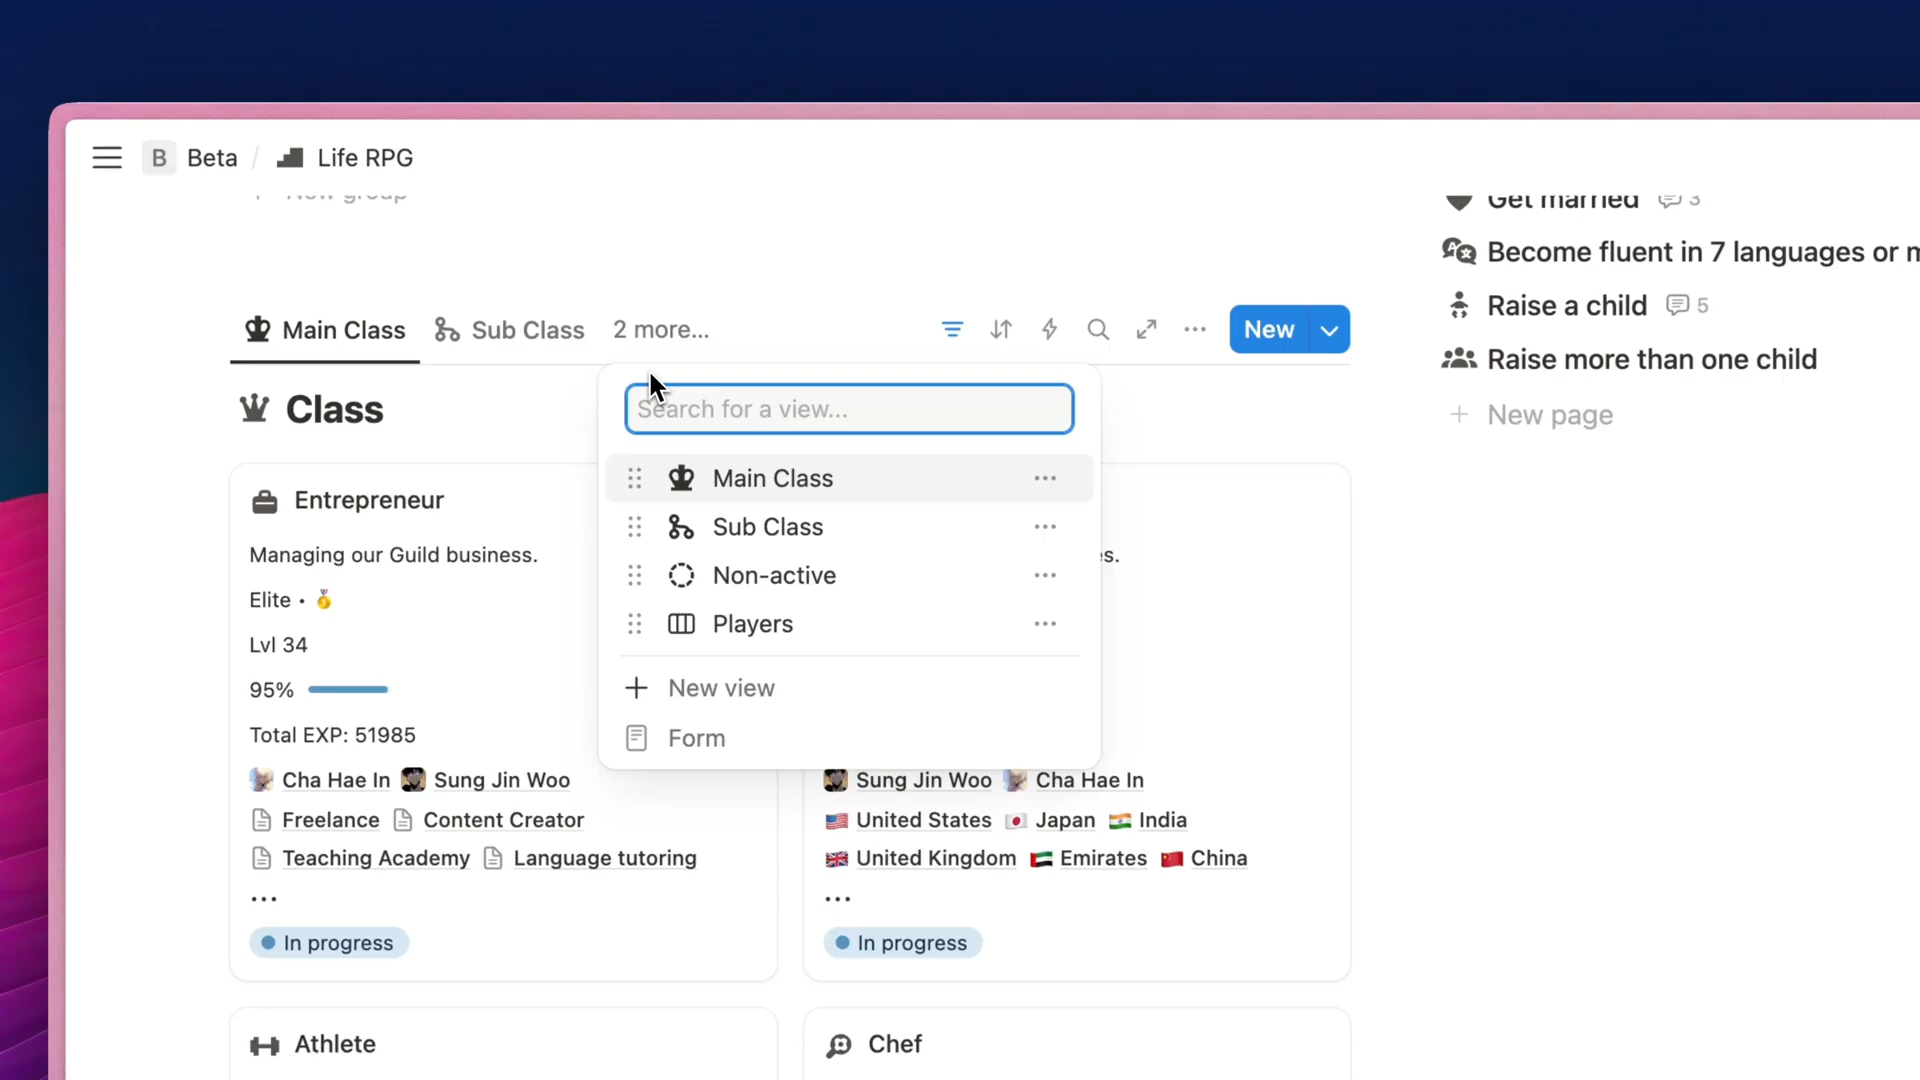 B Beta / Life RPG
New group
Get married 3
Become fluent in 7 languages or
Raise a child 5
Raise more than one child
+ New page
Main Class Sub Class 2 more... New
Class
Search for a view...
Main Class
Sub Class
Non-active
Players
+ New view
Form
Entrepreneur
Managing our Guild business.
Elite • 🥇
Lvl 34
95%
Total EXP: 51985
Cha Hae In Sung Jin Woo
Freelance Content Creator
Teaching Academy Language tutoring
...
In progress
Sung Jin Woo Cha Hae In
United States Japan India
United Kingdom Emirates China
...
In progress
Athlete
Chef